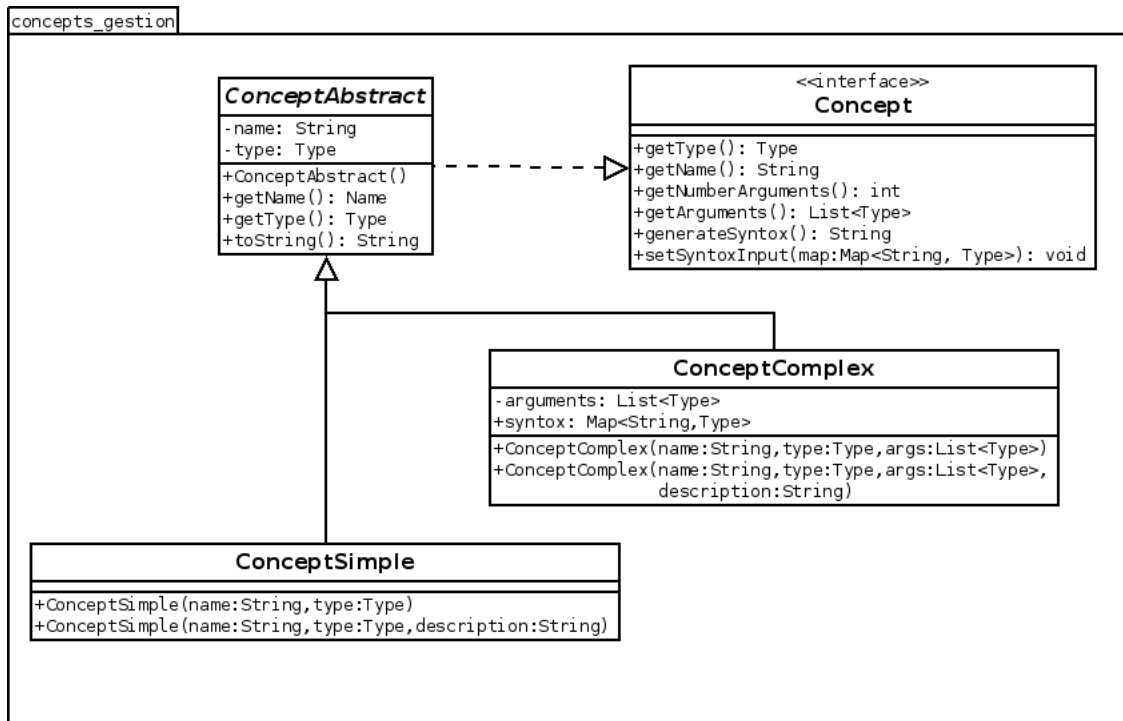 concepts_gestion
ConceptAbstract
-name: String
-type: Type
+ConceptAbstract()
+getName(): Name
+getType(): Type
+toString(): String
<<interface>>
Concept
+getType(): Type
+getName(): String
+getNumberArguments(): int
+getArguments(): List<Type>
+generateSyntox(): String
+setSyntoxInput(map:Map<String, Type>): void
ConceptComplex
-arguments: List<Type>
+syntox: Map<String,Type>
+ConceptComplex(name:String,type:Type,args:List<Type>)
+ConceptComplex(name:String,type:Type,args:List<Type>,
description:String)
ConceptSimple
+ConceptSimple(name:String,type:Type)
+ConceptSimple(name:String,type:Type,description:String)